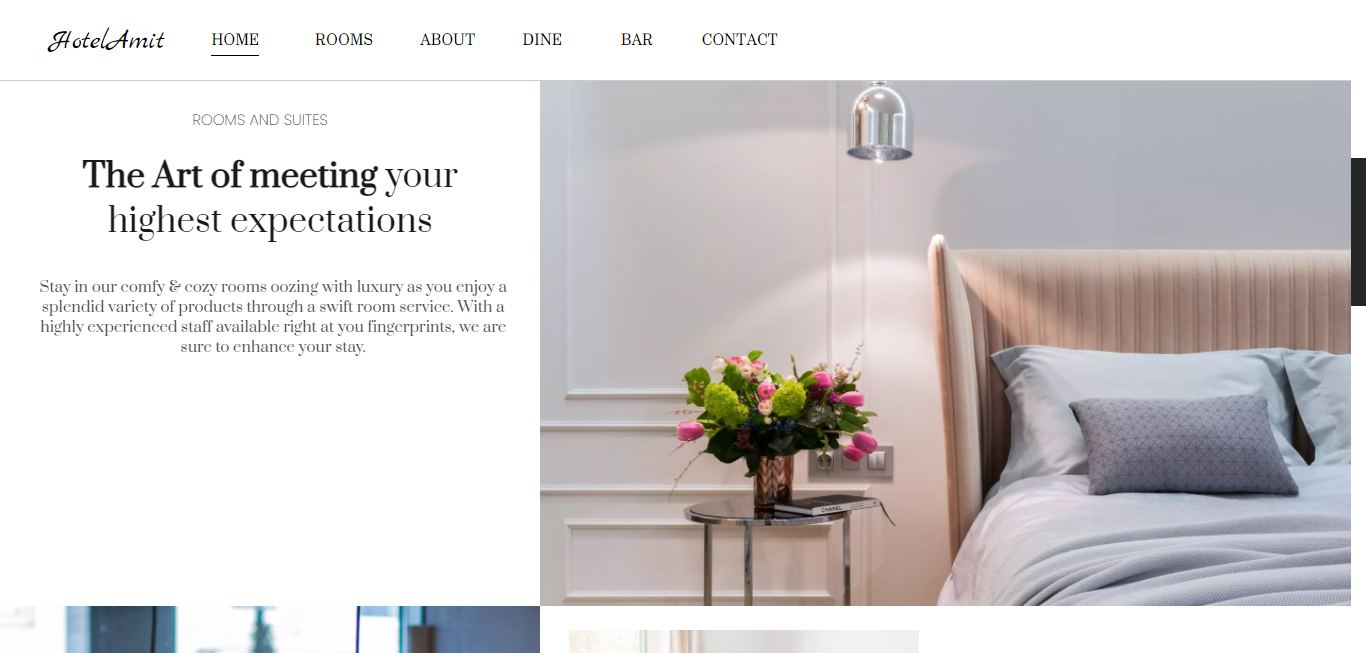 HotelAmit
HOME ROOMS ABOUT DINE BAR CONTACT
ROOMS AND SUITES
The Art of meeting your
highest expectations
Stay in our comfy & cozy rooms oozing with luxury as you enjoy a
splendid variety of products through a swift room service. With a
highly experienced staff available right at you fingerprints, we are
sure to enhance your stay.
CHANEL